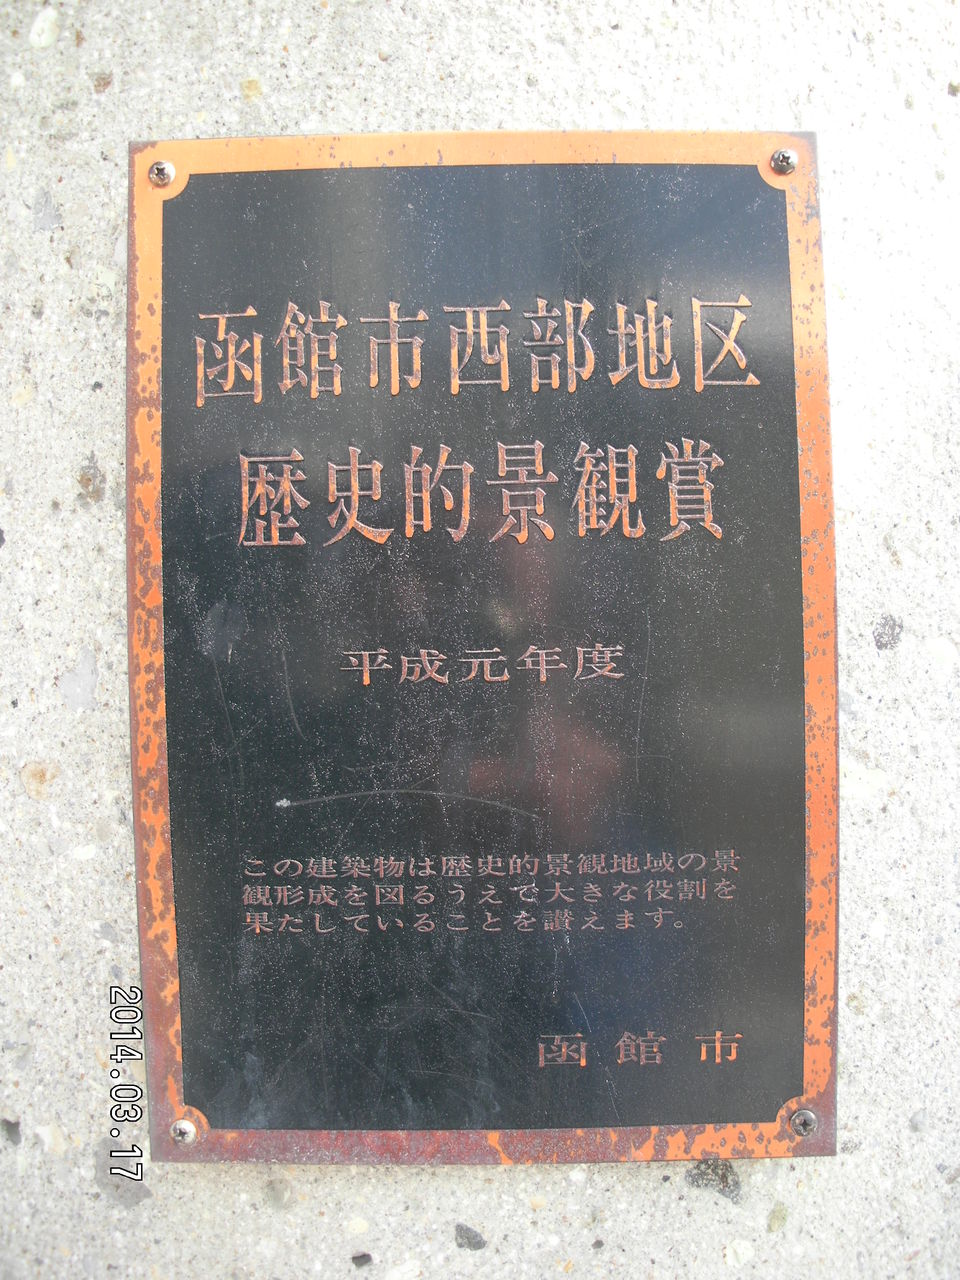 函館市西部地区
歴史的景観賞
平成元年度
この建築物は歴史的景観地域の景
観形成を図るうえで大きな役割を
果だしていることを讃えます。
函館市
2014.03.17